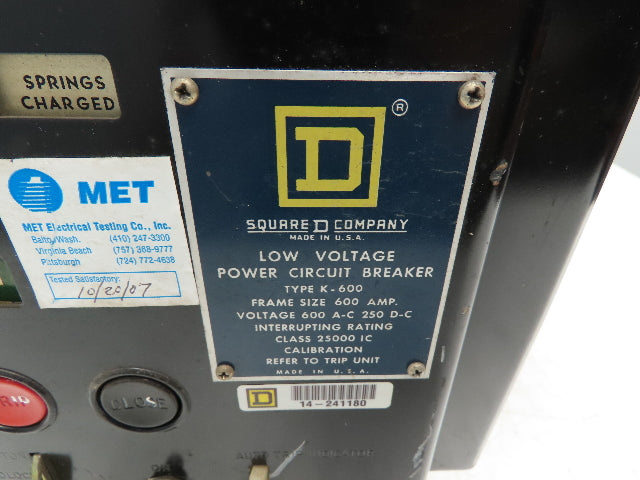 SPRINGS
CHARGED
MET
MET Electrical Testing Co., Inc.
Balto/Wash. (410) 247-3300
Virginia Beach (757) 368-9777
Pittsburgh (724) 772-4638
Tested Satisfactory:
D ®
SQUARE D COMPANY
MADE IN U.S.A.
LOW VOLTAGE
POWER CIRCUIT BREAKER
TYPE K-600
FRAME SIZE 600 AMP.
VOLTAGE 600 A-C 250 D-C
INTERRUPTING RATING
CLASS 25000 IC
CALIBRATION
REFER TO TRIP UNIT
MADE IN U.S.A.
D
14-241180
CLOSE
AUTO TRIP INDICATOR